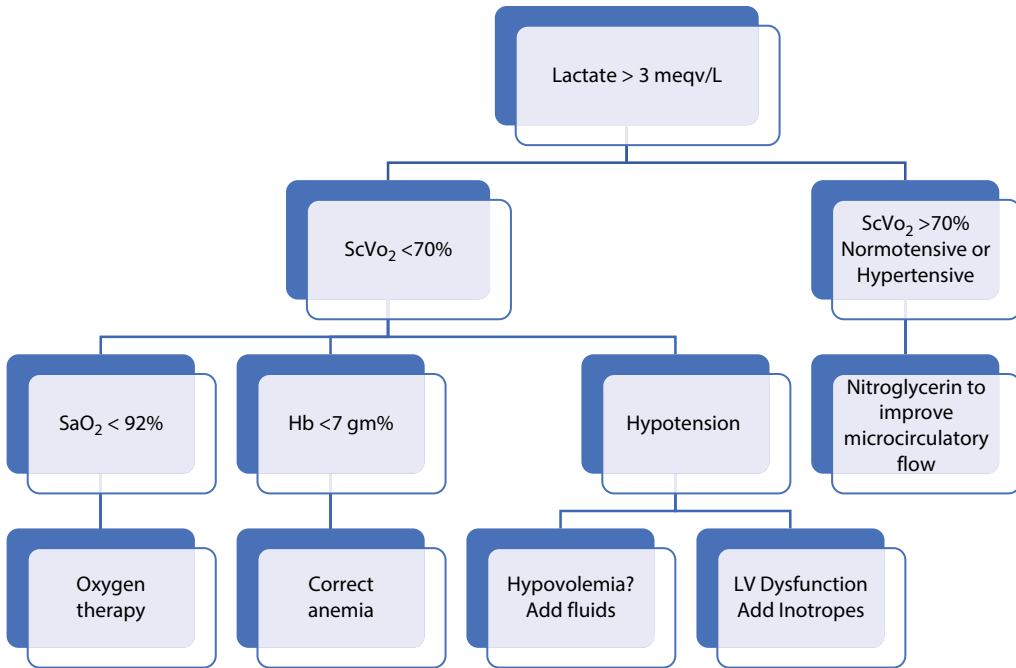 Lactate > 3 meqv/L
ScVo₂ <70%
ScVo₂ >70%
Normotensive or
Hypertensive
SaO₂ < 92%
Hb <7 gm%
Hypotension
Nitroglycerin to
improve
microcirculatory
flow
Oxygen
therapy
Correct
anemia
Hypovolemia?
Add fluids
LV Dysfunction
Add Inotropes